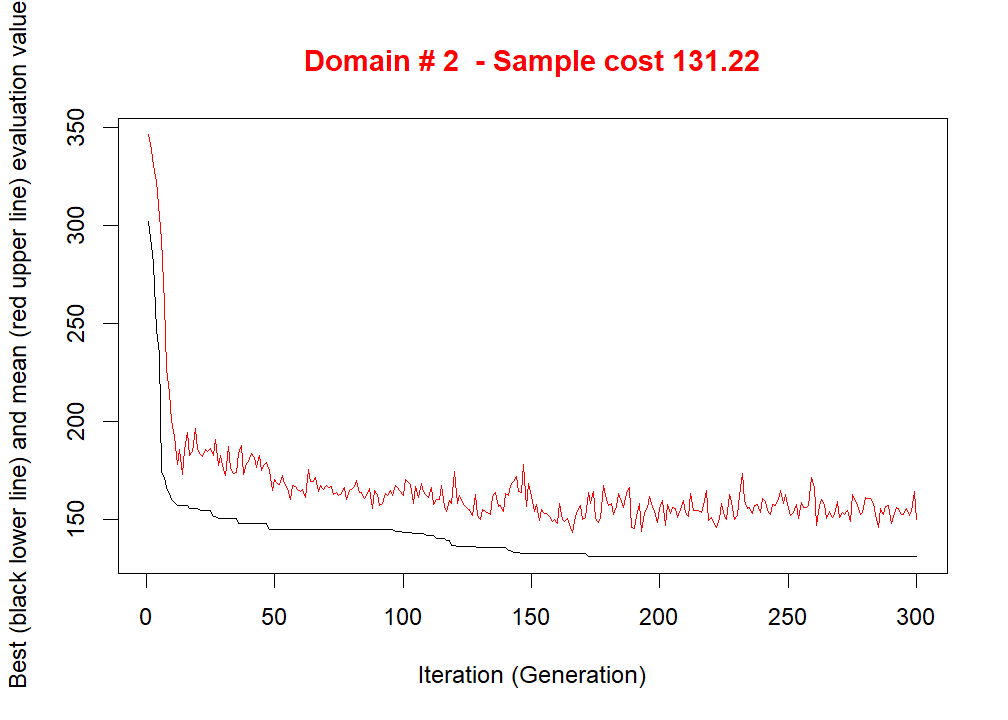 Domain # 2  - Sample cost 131.22
Best (black lower line) and mean (red upper line) evaluation value
350
300
250
200
150
0 50 100 150 200 250 300
Iteration (Generation)